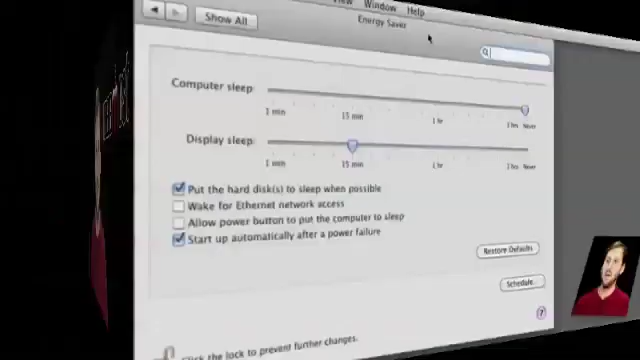 View Window Help
Energy Saver
Show All
Computer sleep:
1 min 15 min 1 hr 3 hrs Never
Display sleep:
1 min 15 min 1 hr 3 hrs Never
Put the hard disk(s) to sleep when possible
Wake for Ethernet network access
Allow power button to put the computer to sleep
Start up automatically after a power failure
Restore Defaults
Schedule...
?
Click the lock to prevent further changes.